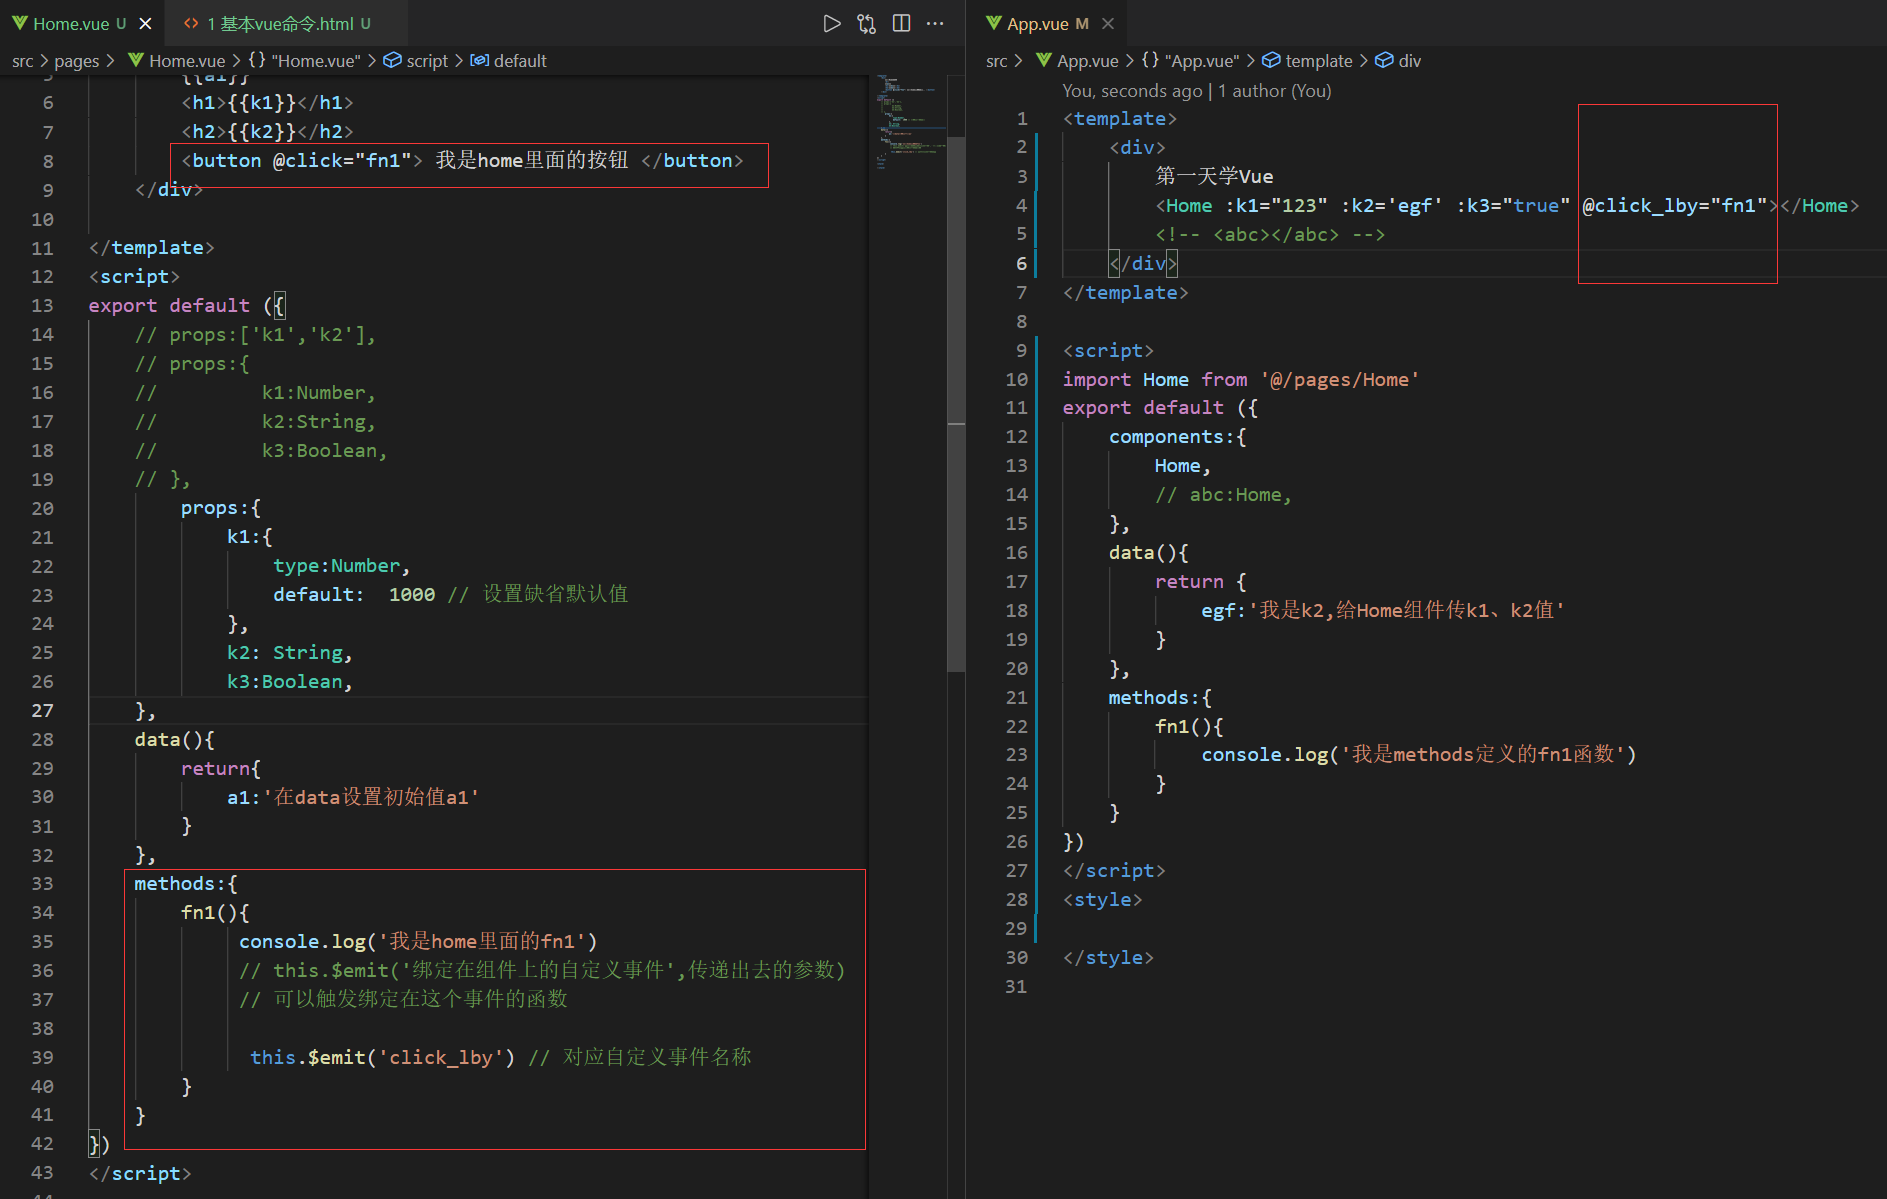 Home.vue U
1 基本vue命令.html U
src > pages > Home.vue > {} "Home.vue" > script > default
5 {{a1}}
6 <h1>{{k1}}</h1>
7 <h2>{{k2}}</h2>
8 <button @click="fn1"> 我是home里面的按钮 </button>
9 </div>
10
11 </template>
12 <script>
13 export default ({
14 // props:['k1','k2'],
15 // props:{
16 // k1:Number,
17 // k2:String,
18 // k3:Boolean,
19 // },
20 props:{
21 k1:{
22 type:Number,
23 default: 1000 // 设置缺省默认值
24 },
25 k2: String,
26 k3:Boolean,
27 },
28 data(){
29 return{
30 a1:'在data设置初始值a1'
31 }
32 },
33 methods:{
34 fn1(){
35 console.log('我是home里面的fn1')
36 // this.$emit('绑定在组件上的自定义事件',传递出去的参数)
37 // 可以触发绑定在这个事件的函数
38
39 this.$emit('click_lby') // 对应自定义事件名称
40 }
41 }
42 })
43 </script>
44
App.vue M
src > App.vue > {} "App.vue" > template > div
You, seconds ago | 1 author (You)
1 <template>
2 <div>
3 第一天学Vue
4 <Home :k1="123" :k2='egf' :k3="true" @click_lby="fn1"></Home>
5 <!-- <abc></abc> -->
6 </div>
7 </template>
8
9 <script>
10 import Home from '@/pages/Home'
11 export default ({
12 components:{
13 Home,
14 // abc:Home,
15 },
16 data(){
17 return {
18 egf:'我是k2,给Home组件传k1、k2值'
19 }
20 },
21 methods:{
22 fn1(){
23 console.log('我是methods定义的fn1函数')
24 }
25 }
26 })
27 </script>
28 <style>
29
30 </style>
31